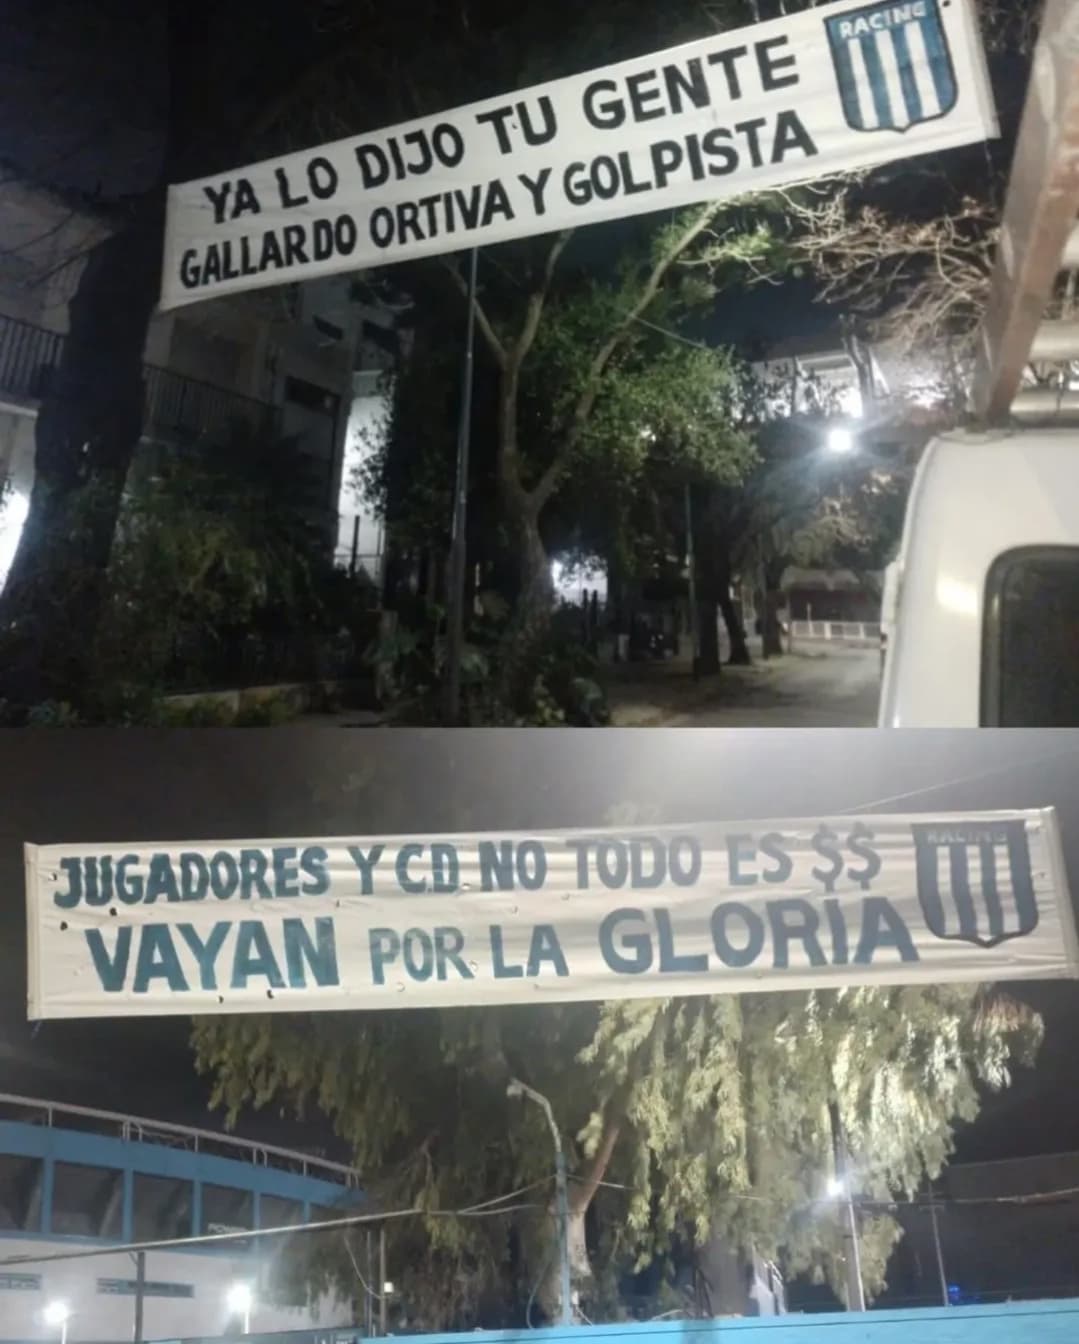 RACING
YA LO DIJO TU GENTE
GALLARDO ORTIVA Y GOLPISTA
JUGADORES Y C.D. NO TODO ES $$
RACING
VAYAN POR LA GLORIA